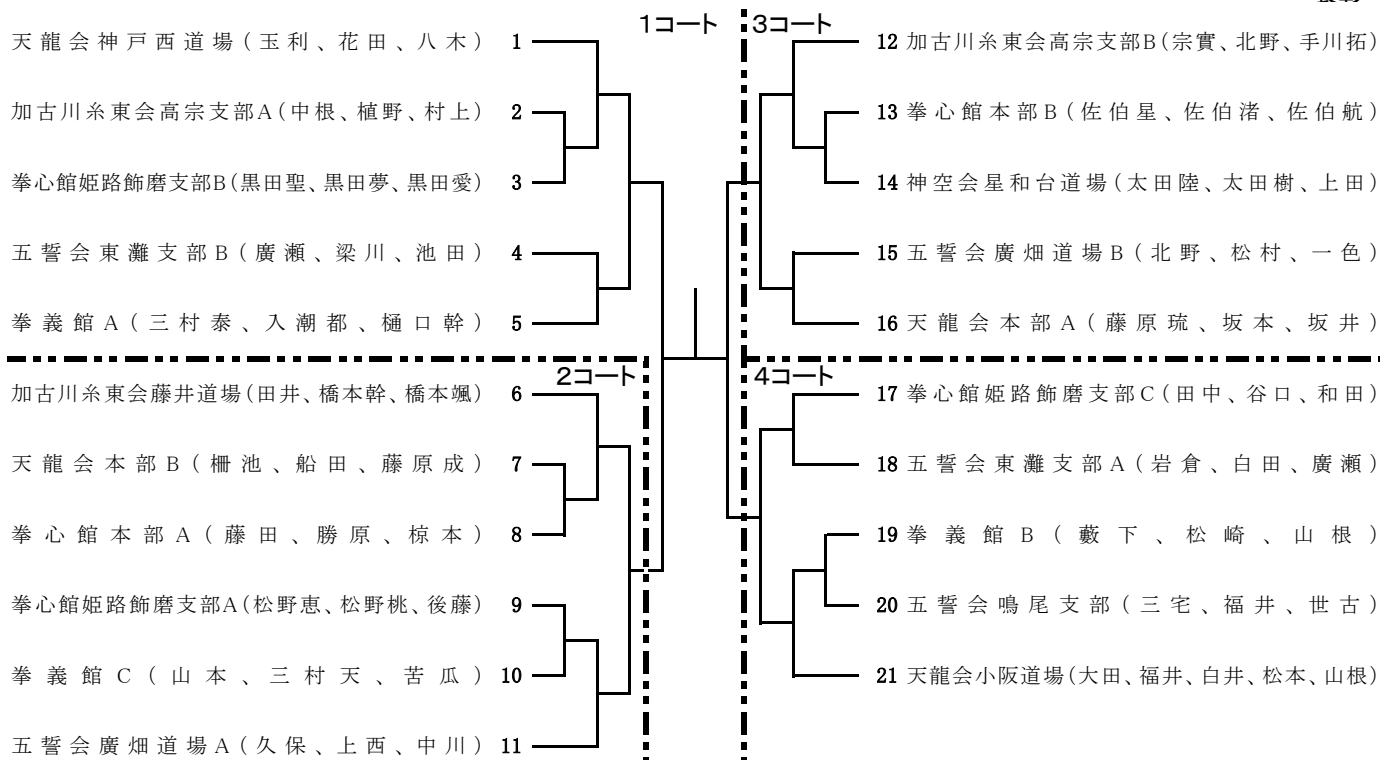 1コート
天龍会神戸西道場(玉利、花田、八木) 1
加古川糸東会高宗支部A(中根、植野、村上) 2
拳心館姫路飾磨支部B(黒田聖、黒田夢、黒田愛) 3
五誓会東灘支部B(廣瀬、梁川、池田) 4
拳義館A(三村泰、入潮都、樋口幹) 5
2コート
加古川糸東会藤井道場(田井、橋本幹、橋本颯) 6
天龍会本部B(柵池、船田、藤原成) 7
拳心館本部A(藤田、勝原、椋本) 8
拳心館姫路飾磨支部A(松野恵、松野桃、後藤) 9
拳義館C(山本、三村天、苦瓜) 10
五誓会廣畑道場A(久保、上西、中川) 11
3コート
12 加古川糸東会高宗支部B(宗實、北野、手川拓)
13 拳心館本部B(佐伯星、佐伯渚、佐伯航)
14 神空会星和台道場(太田陸、太田樹、上田)
15 五誓会廣畑道場B(北野、松村、一色)
16 天龍会本部A(藤原琉、坂本、坂井)
4コート
17 拳心館姫路飾磨支部C(田中、谷口、和田)
18 五誓会東灘支部A(岩倉、白田、廣瀬)
19 拳義館B(藪下、松崎、山根)
20 五誓会鳴尾支部(三宅、福井、世古)
21 天龍会小阪道場(大田、福井、白井、松本、山根)